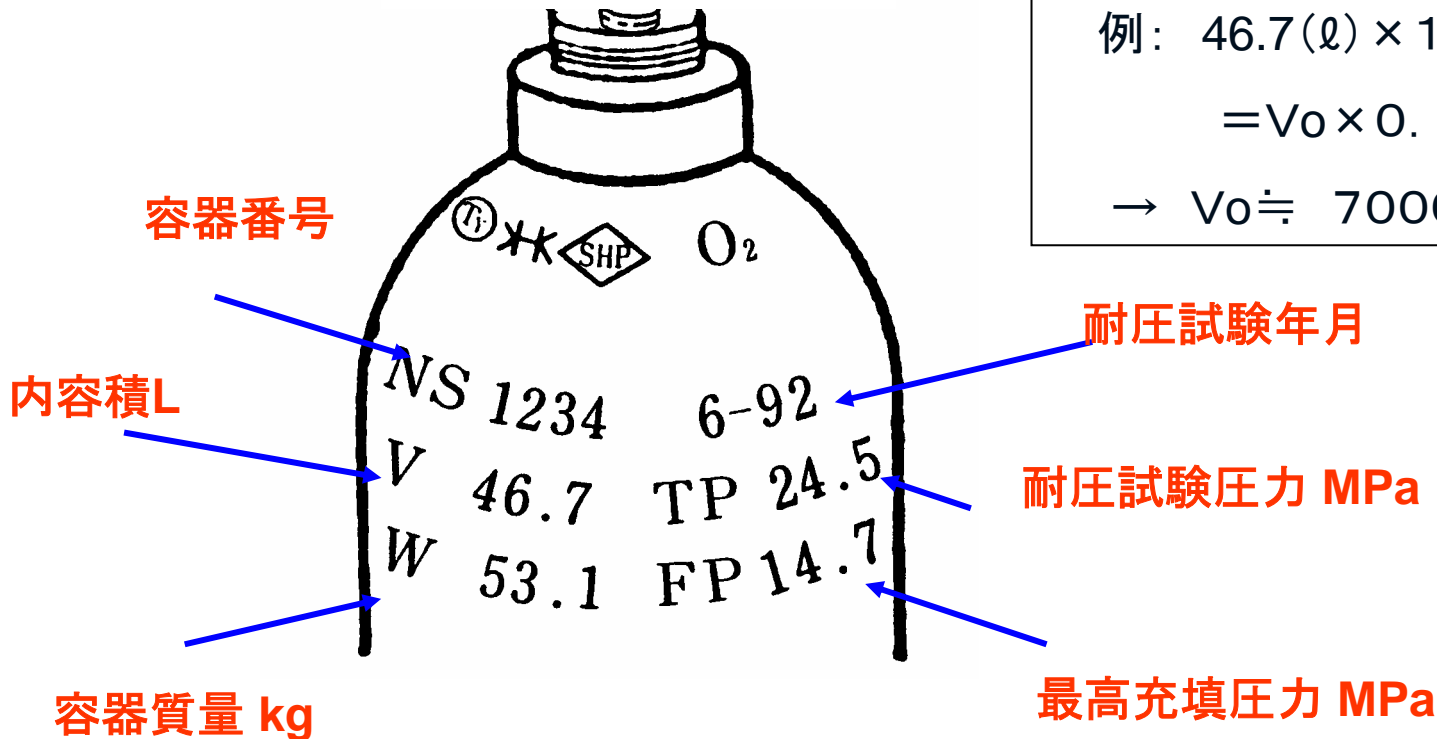 例: 46.7(ℓ)×1
=Vo×0.
→ Vo≒ 700
容器番号
SHP
O₂
耐圧試験年月
NS 1234 6-92
内容積L
V 46.7 TP 24.5
耐圧試験圧力 MPa
W 53.1 FP 14.7
容器質量 kg
最高充填圧力 MPa